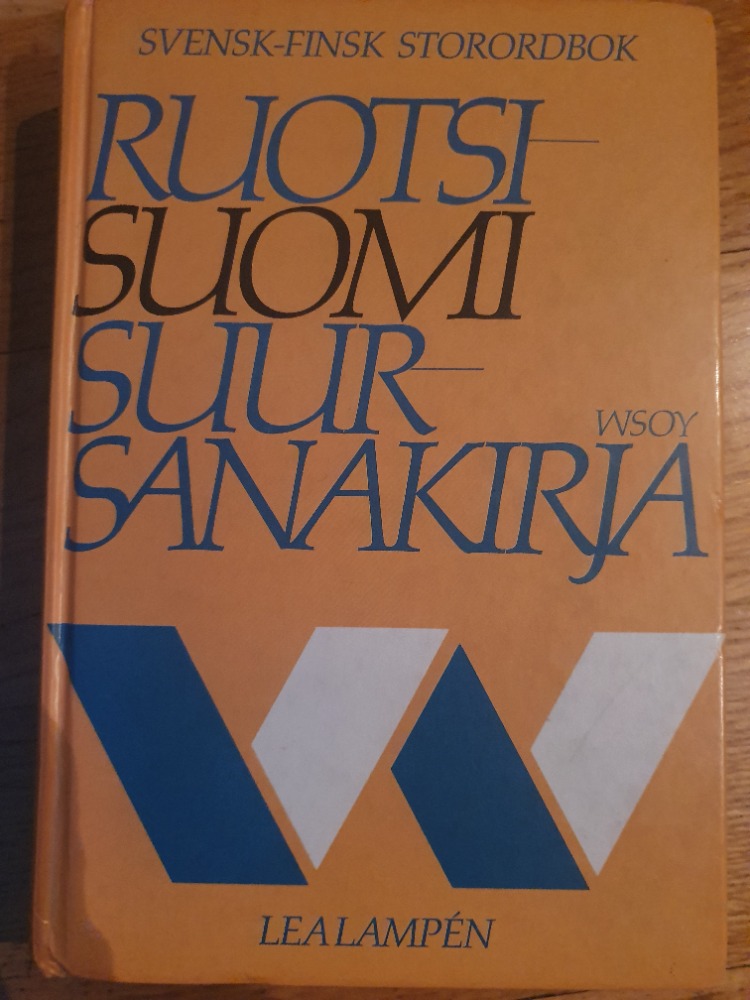 SVENSK-FINSK STORORDBOK
RUOTSI–
SUOMI
SUUR–
WSOY
SANAKIRJA
LEA LAMPÉN